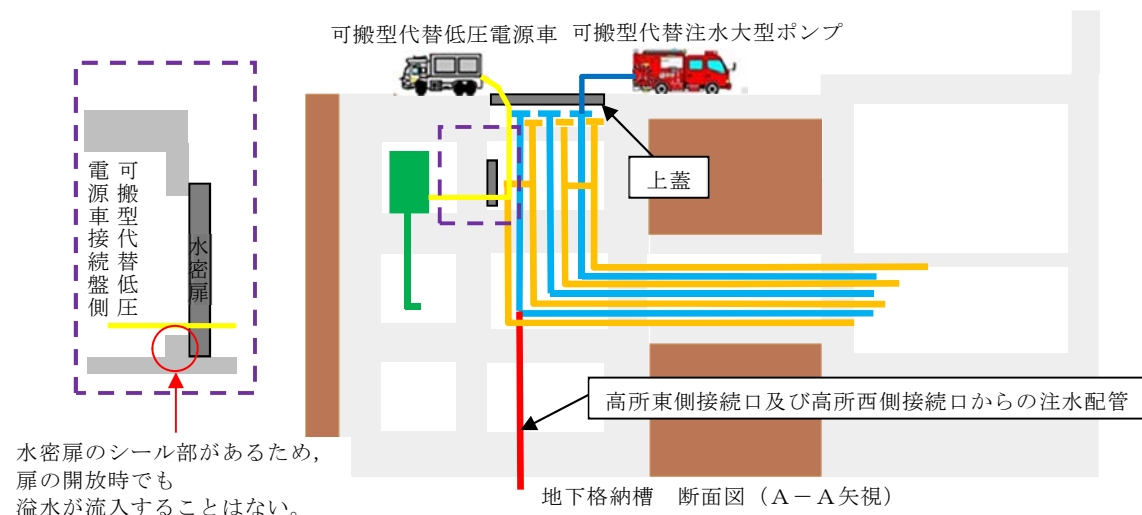 可搬型代替低圧電源車 可搬型代替注水大型ポンプ
上蓋
可搬型代替低圧
電源車接続盤側
水密扉
高所東側接続口及び高所西側接続口からの注水配管
水密扉のシール部があるため，
扉の開放時でも
溢水が流入することはない。
地下格納槽 断面図（Ａ－Ａ矢視）